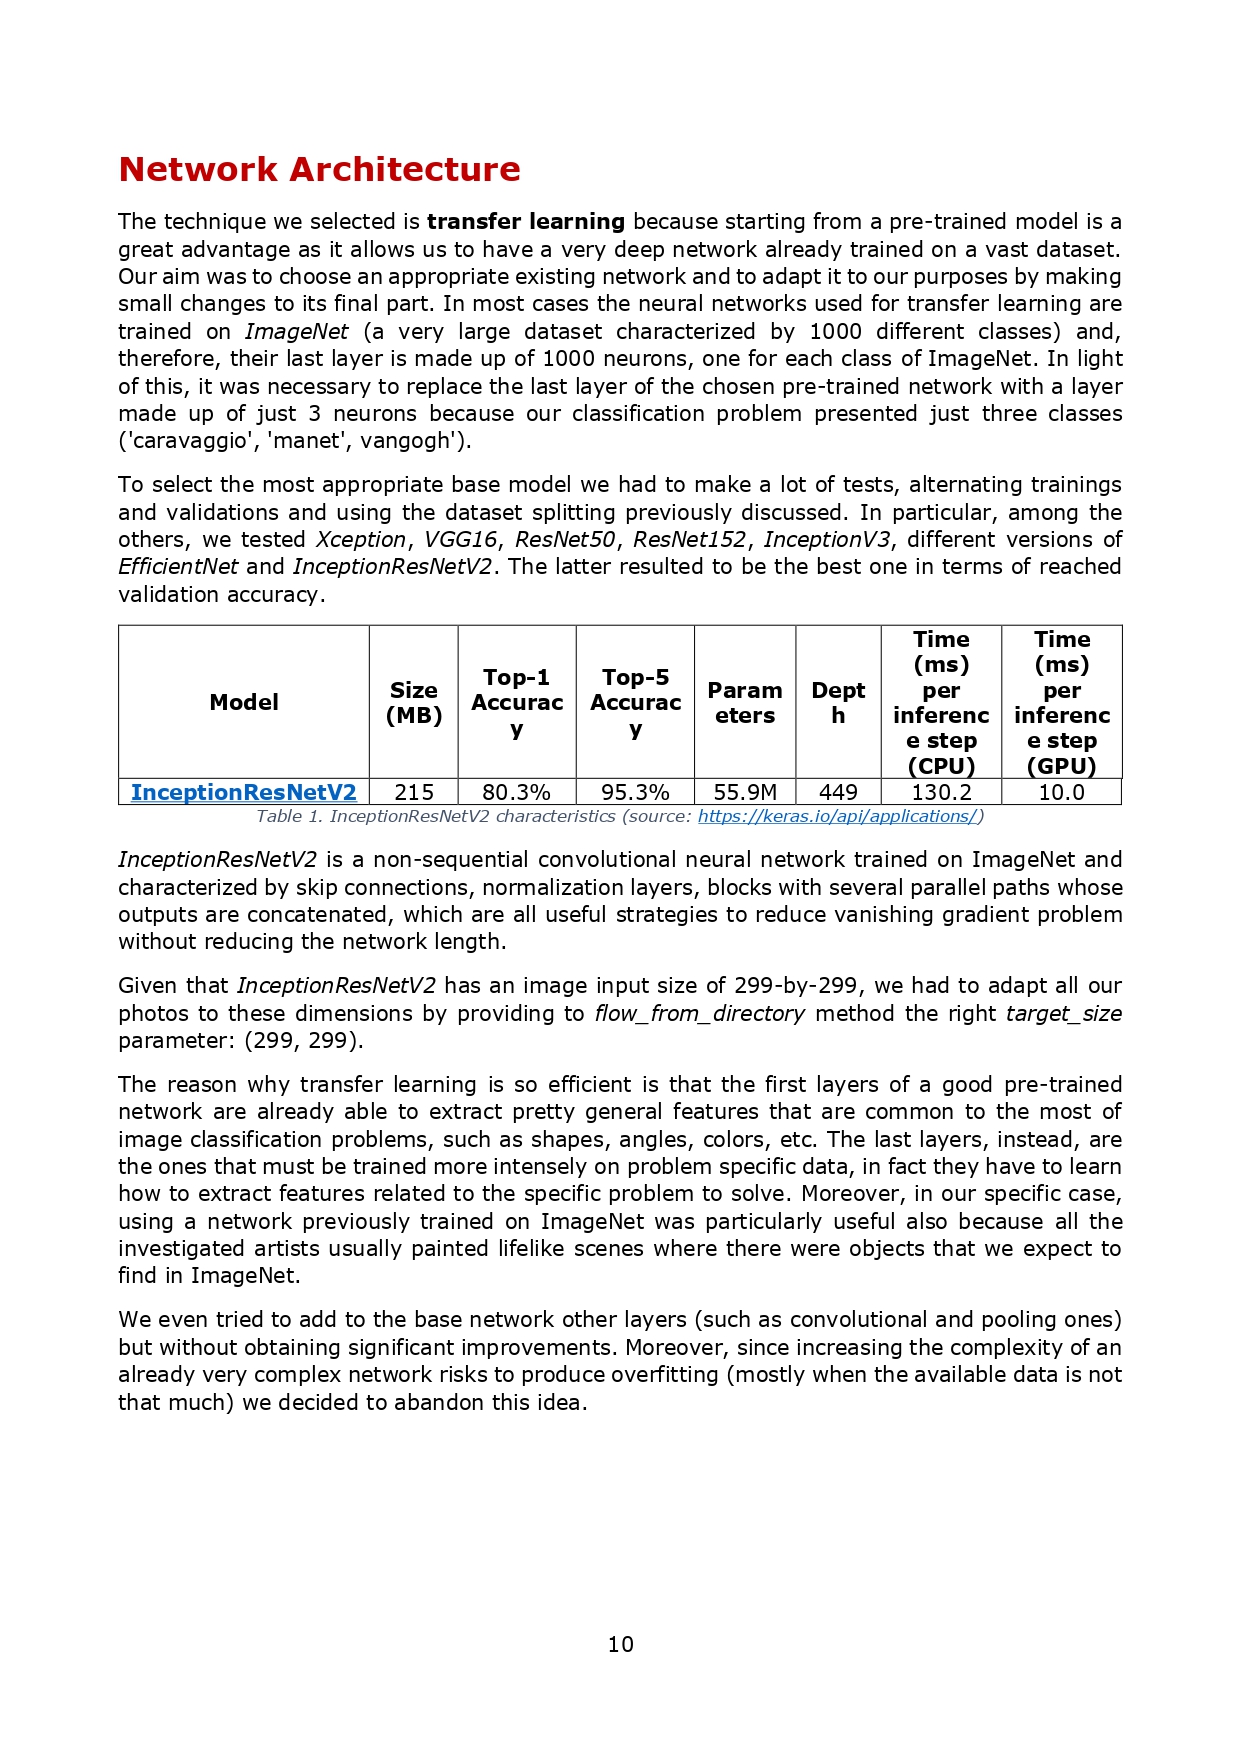 Network Architecture
The technique we selected is transfer learning because starting from a pre-trained model is a
great advantage as it allows us to have a very deep network already trained on a vast dataset.
Our aim was to choose an appropriate existing network and to adapt it to our purposes by making
small changes to its final part. In most cases the neural networks used for transfer learning are
trained on ImageNet (a very large dataset characterized by 1000 different classes) and,
therefore, their last layer is made up of 1000 neurons, one for each class of ImageNet. In light
of this, it was necessary to replace the last layer of the chosen pre-trained network with a layer
made up of just 3 neurons because our classification problem presented just three classes
('caravaggio', 'manet', vangogh').
To select the most appropriate base model we had to make a lot of tests, alternating trainings
and validations and using the dataset splitting previously discussed. In particular, among the
others, we tested Xception, VGG16, ResNet50, ResNet152, InceptionV3, different versions of
EfficientNet and InceptionResNetV2. The latter resulted to be the best one in terms of reached
validation accuracy.
Model
Size
(MB)
Top-1
Accurac
y
Top-5
Accurac
y
Param
eters
Dept
h
Time
(ms)
per
inferenc
e step
(CPU)
Time
(ms)
per
inferenc
e step
(GPU)
InceptionResNetV2 215 80.3% 95.3% 55.9M 449 130.2 10.0
Table 1. InceptionResNetV2 characteristics (source: https://keras.io/api/applications/)
InceptionResNetV2 is a non-sequential convolutional neural network trained on ImageNet and
characterized by skip connections, normalization layers, blocks with several parallel paths whose
outputs are concatenated, which are all useful strategies to reduce vanishing gradient problem
without reducing the network length.
Given that InceptionResNetV2 has an image input size of 299-by-299, we had to adapt all our
photos to these dimensions by providing to flow_from_directory method the right target_size
parameter: (299, 299).
The reason why transfer learning is so efficient is that the first layers of a good pre-trained
network are already able to extract pretty general features that are common to the most of
image classification problems, such as shapes, angles, colors, etc. The last layers, instead, are
the ones that must be trained more intensely on problem specific data, in fact they have to learn
how to extract features related to the specific problem to solve. Moreover, in our specific case,
using a network previously trained on ImageNet was particularly useful also because all the
investigated artists usually painted lifelike scenes where there were objects that we expect to
find in ImageNet.
We even tried to add to the base network other layers (such as convolutional and pooling ones)
but without obtaining significant improvements. Moreover, since increasing the complexity of an
already very complex network risks to produce overfitting (mostly when the available data is not
that much) we decided to abandon this idea.
10